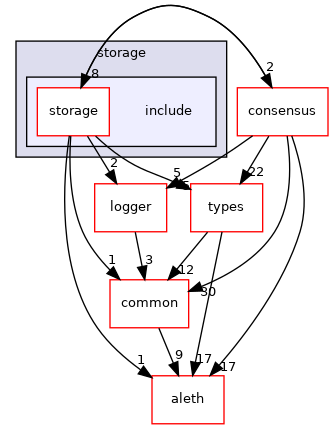 storage
8
2
storage
include
consensus
2
5
22
logger
types
1
3
12
30
common
1
9
17
17
aleth